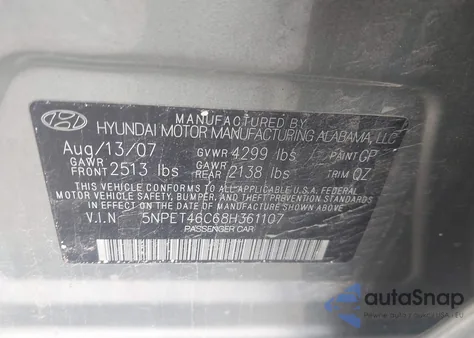 MANUFACTURED BY
HYUNDAI MOTOR MANUFACTURING ALABAMA, LLC
Aug/13/07 GVWR 4299 lbs PAINT CP
GAWR FRONT 2513 lbs GAWR REAR 2138 lbs TRIM QZ
THIS VEHICLE CONFORMS TO ALL APPLICABLE U.S.A. FEDERAL
MOTOR VEHICLE SAFETY, BUMPER, AND THEFT PREVENTION
STANDARDS IN EFFECT ON THE DATE OF MANUFACTURE SHOWN ABOVE.
V.I.N 5NPET46C68H361107
PASSENGER CAR
autoSnap